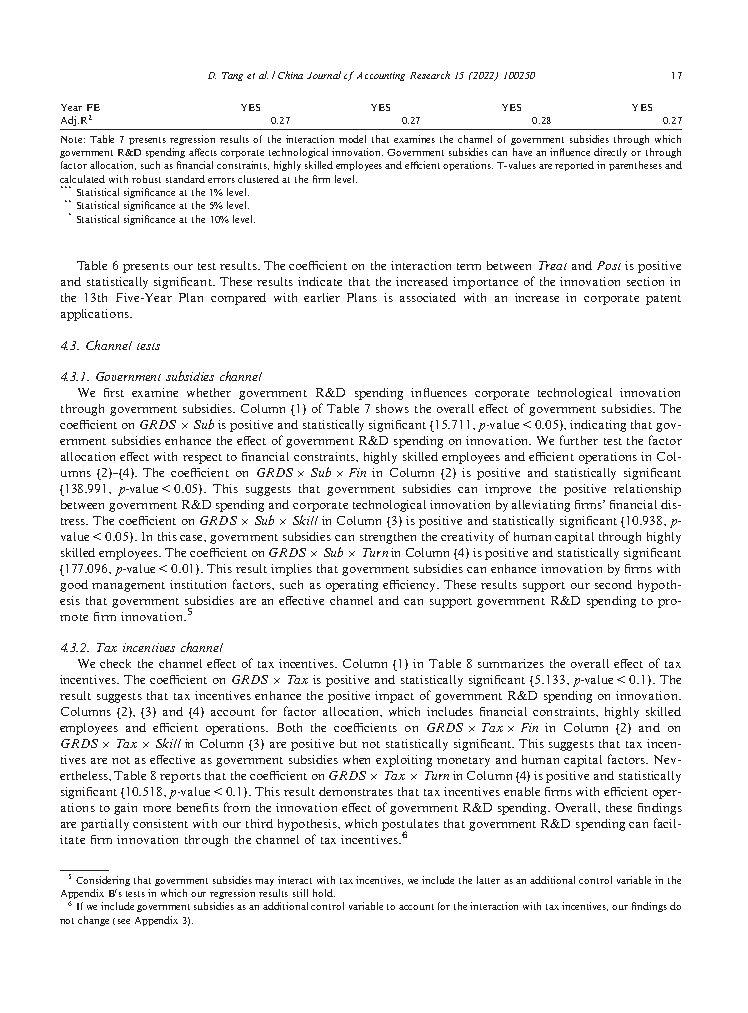 D. Tang et al. / China Journal of Accounting Research 15 (2022) 100250 17
Year FE YES YES YES YES
Adj.R² 0.27 0.27 0.28 0.27
Note: Table 7 presents regression results of the interaction model that examines the channel of government subsidies through which
government R&D spending affects corporate technological innovation. Government subsidies can have an influence directly or through
factor allocation, such as financial constraints, highly skilled employees and efficient operations. T-values are reported in parentheses and
calculated with robust standard errors clustered at the firm level.
*** Statistical significance at the 1% level.
** Statistical significance at the 5% level.
* Statistical significance at the 10% level.
Table 6 presents our test results. The coefficient on the interaction term between Treat and Post is positive
and statistically significant. These results indicate that the increased importance of the innovation section in
the 13th Five-Year Plan compared with earlier Plans is associated with an increase in corporate patent
applications.
4.3. Channel tests
4.3.1. Government subsidies channel
We first examine whether government R&D spending influences corporate technological innovation
through government subsidies. Column (1) of Table 7 shows the overall effect of government subsidies. The
coefficient on GRDS × Sub is positive and statistically significant (15.711, p-value < 0.05), indicating that gov-
ernment subsidies enhance the effect of government R&D spending on innovation. We further test the factor
allocation effect with respect to financial constraints, highly skilled employees and efficient operations in Col-
umns (2)–(4). The coefficient on GRDS × Sub × Fin in Column (2) is positive and statistically significant
(138.991, p-value < 0.05). This suggests that government subsidies can improve the positive relationship
between government R&D spending and corporate technological innovation by alleviating firms' financial dis-
tress. The coefficient on GRDS × Sub × Skill in Column (3) is positive and statistically significant (10.938, p-
value < 0.05). In this case, government subsidies can strengthen the creativity of human capital through highly
skilled employees. The coefficient on GRDS × Sub × Turn in Column (4) is positive and statistically significant
(177.096, p-value < 0.01). This result implies that government subsidies can enhance innovation by firms with
good management institution factors, such as operating efficiency. These results support our second hypoth-
esis that government subsidies are an effective channel and can support government R&D spending to pro-
mote firm innovation.⁵
4.3.2. Tax incentives channel
We check the channel effect of tax incentives. Column (1) in Table 8 summarizes the overall effect of tax
incentives. The coefficient on GRDS × Tax is positive and statistically significant (5.133, p-value < 0.1). The
result suggests that tax incentives enhance the positive impact of government R&D spending on innovation.
Columns (2), (3) and (4) account for factor allocation, which includes financial constraints, highly skilled
employees and efficient operations. Both the coefficients on GRDS × Tax × Fin in Column (2) and on
GRDS × Tax × Skill in Column (3) are positive but not statistically significant. This suggests that tax incen-
tives are not as effective as government subsidies when exploiting monetary and human capital factors. Nev-
ertheless, Table 8 reports that the coefficient on GRDS × Tax × Turn in Column (4) is positive and statistically
significant (10.518, p-value < 0.1). This result demonstrates that tax incentives enable firms with efficient oper-
ations to gain more benefits from the innovation effect of government R&D spending. Overall, these findings
are partially consistent with our third hypothesis, which postulates that government R&D spending can facil-
itate firm innovation through the channel of tax incentives.⁶
⁵ Considering that government subsidies may interact with tax incentives, we include the latter as an additional control variable in the
Appendix B's tests in which our regression results still hold.
⁶ If we include government subsidies as an additional control variable to account for the interaction with tax incentives, our findings do
not change (see Appendix 3).